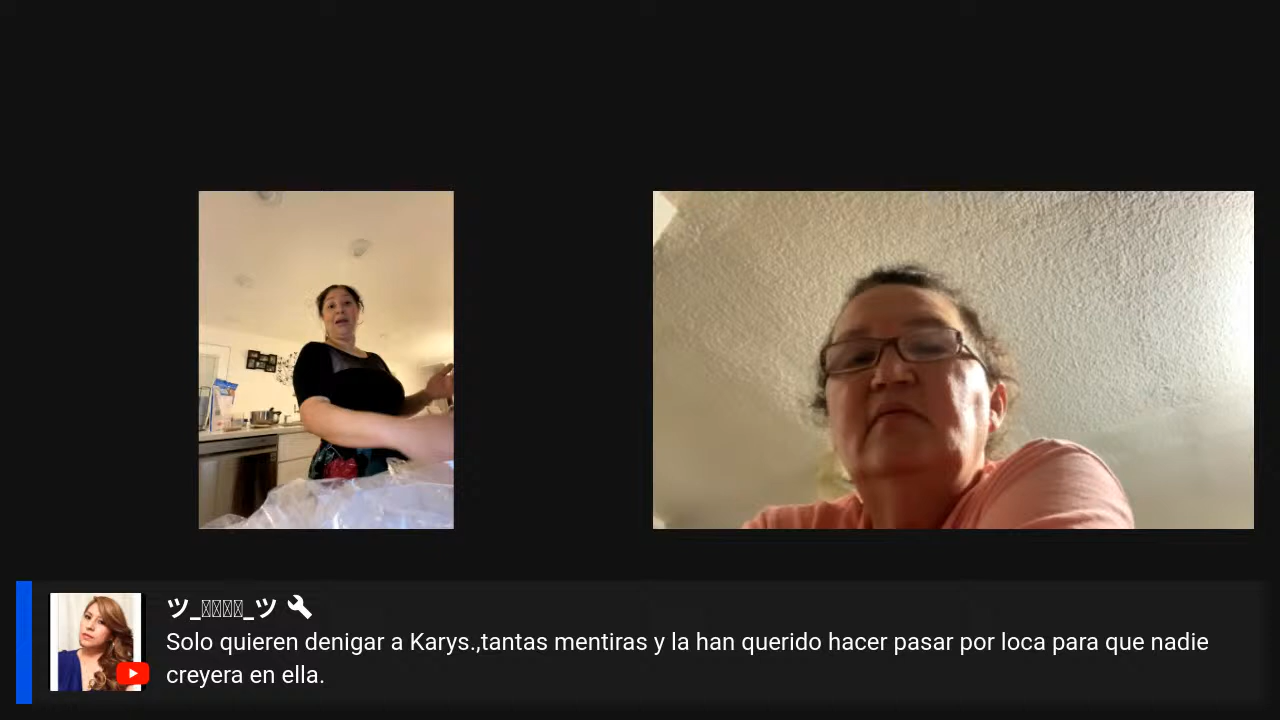 ツ_▯▯▯▯_ツ
Solo quieren denigar a Karys.,tantas mentiras y la han querido hacer pasar por loca para que nadie
creyera en ella.